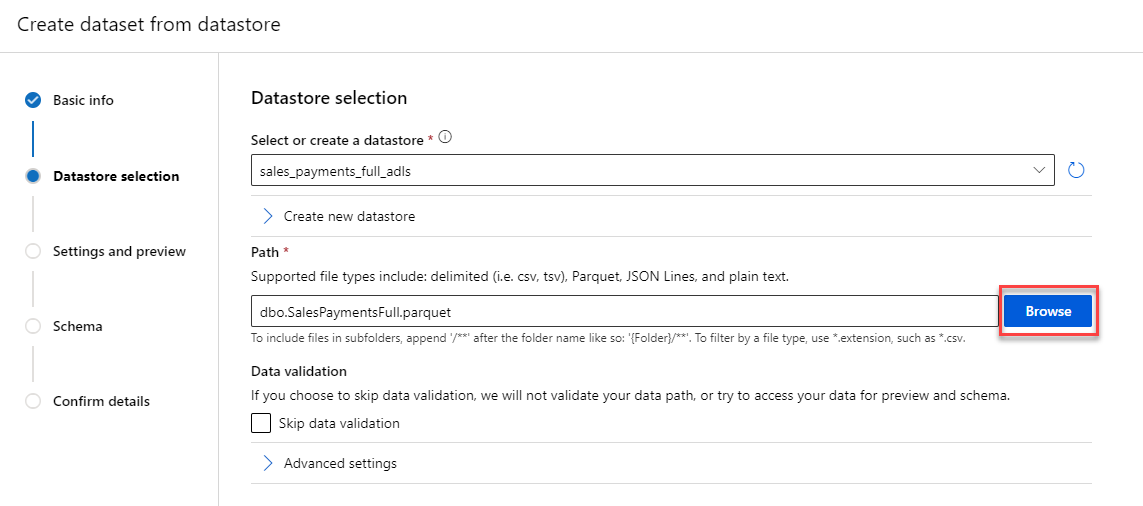 Create dataset from datastore
Basic info
Datastore selection
Settings and preview
Schema
Confirm details
Datastore selection
Select or create a datastore *
sales_payments_full_adls
Create new datastore
Path *
Supported file types include: delimited (i.e. csv, tsv), Parquet, JSON Lines, and plain text.
dbo.SalesPaymentsFull.parquet
Browse
To include files in subfolders, append '/**' after the folder name like so: '{Folder}/**'. To filter by a file type, use *.extension, such as *.csv.
Data validation
If you choose to skip data validation, we will not validate your data path, or try to access your data for preview and schema.
Skip data validation
Advanced settings